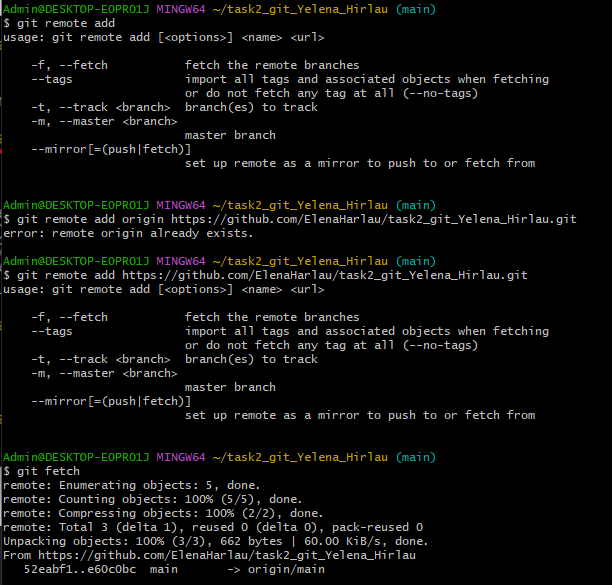 Admin@DESKTOP-EOPRO1J MINGW64 ~/task2_git_Yelena_Hirlau (main)
$ git remote add
usage: git remote add [<options>] <name> <url>
-f, --fetch fetch the remote branches
--tags import all tags and associated objects when fetching
or do not fetch any tag at all (--no-tags)
-t, --track <branch> branch(es) to track
-m, --master <branch>
master branch
--mirror[=(push|fetch)]
set up remote as a mirror to push to or fetch from
Admin@DESKTOP-EOPRO1J MINGW64 ~/task2_git_Yelena_Hirlau (main)
$ git remote add origin https://github.com/ElenaHarlau/task2_git_Yelena_Hirlau.git
error: remote origin already exists.
Admin@DESKTOP-EOPRO1J MINGW64 ~/task2_git_Yelena_Hirlau (main)
$ git remote add https://github.com/ElenaHarlau/task2_git_Yelena_Hirlau.git
usage: git remote add [<options>] <name> <url>
-f, --fetch fetch the remote branches
--tags import all tags and associated objects when fetching
or do not fetch any tag at all (--no-tags)
-t, --track <branch> branch(es) to track
-m, --master <branch>
master branch
--mirror[=(push|fetch)]
set up remote as a mirror to push to or fetch from
Admin@DESKTOP-EOPRO1J MINGW64 ~/task2_git_Yelena_Hirlau (main)
$ git fetch
remote: Enumerating objects: 5, done.
remote: Counting objects: 100% (5/5), done.
remote: Compressing objects: 100% (2/2), done.
remote: Total 3 (delta 1), reused 0 (delta 0), pack-reused 0
Unpacking objects: 100% (3/3), 662 bytes | 60.00 KiB/s, done.
From https://github.com/ElenaHarlau/task2_git_Yelena_Hirlau
52eabf1..e60c0bc main -> origin/main